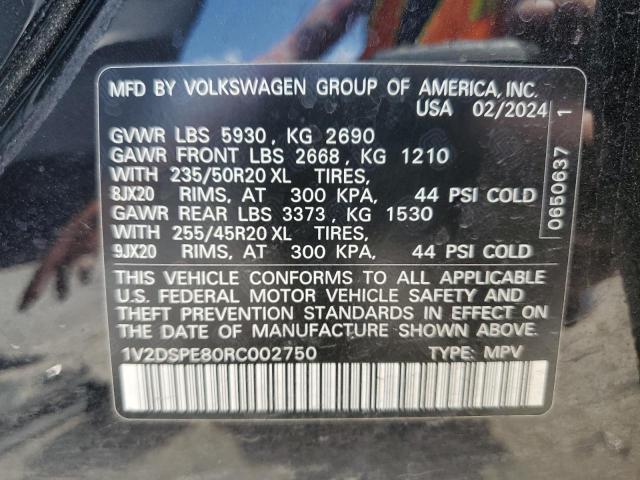 MFD BY VOLKSWAGEN GROUP OF AMERICA, INC.
USA 02/2024
GVWR LBS 5930, KG 2690
GAWR FRONT LBS 2668, KG 1210
WITH 235/50R20 XL TIRES,
8JX20 RIMS, AT 300 KPA, 44 PSI COLD
GAWR REAR LBS 3373, KG 1530
WITH 255/45R20 XL TIRES,
9JX20 RIMS, AT 300 KPA, 44 PSI COLD
THIS VEHICLE CONFORMS TO ALL APPLICABLE
U.S. FEDERAL MOTOR VEHICLE SAFETY AND
THEFT PREVENTION STANDARDS IN EFFECT ON
THE DATE OF MANUFACTURE SHOWN ABOVE.
1V2DSPE80RC002750 TYPE: MPV
0650637 1